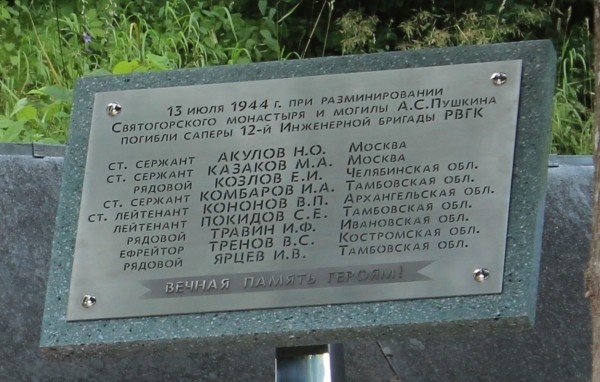 13 июля 1944 г. при разминировании
Святогорского монастыря и могилы А.С.Пушкина
погибли саперы 12-й Инженерной бригады РВГК
ст. сержант АКУЛОВ Н.О. Москва
ст. сержант КАЗАКОВ М.А. Москва
рядовой КОЗЛОВ Е.И. Челябинская обл.
ст. сержант КОМБАРОВ И.А. Тамбовская обл.
ст. лейтенант КОНОНОВ В.П. Архангельская обл.
лейтенант ПОКИДОВ С.Е. Тамбовская обл.
рядовой ТРАВИН И.Ф. Ивановская обл.
ефрейтор ТРЕНОВ В.С. Костромская обл.
рядовой ЯРЦЕВ И.В. Тамбовская обл.
ВЕЧНАЯ ПАМЯТЬ ГЕРОЯМ!